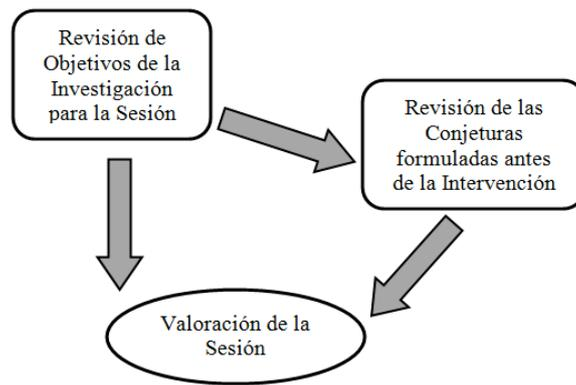 Revisión de
Objetivos de la
Investigación
para la Sesión
Revisión de las
Conjeturas
formuladas antes
de la Intervención
Valoración de la
Sesión